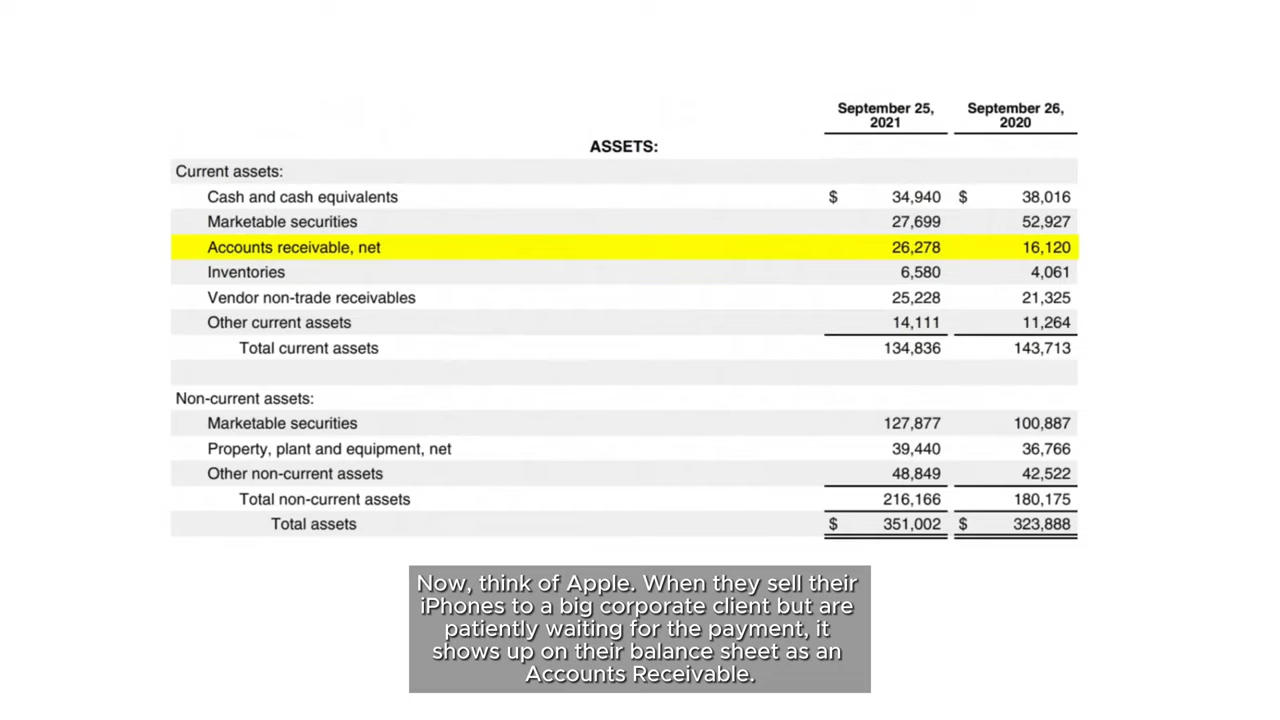 September 25, 2021 September 26, 2020
ASSETS:
Current assets:
Cash and cash equivalents $ 34,940 $ 38,016
Marketable securities 27,699 52,927
Accounts receivable, net 26,278 16,120
Inventories 6,580 4,061
Vendor non-trade receivables 25,228 21,325
Other current assets 14,111 11,264
Total current assets 134,836 143,713
Non-current assets:
Marketable securities 127,877 100,887
Property, plant and equipment, net 39,440 36,766
Other non-current assets 48,849 42,522
Total non-current assets 216,166 180,175
Total assets $ 351,002 $ 323,888
Now, think of Apple. When they sell their
iPhones to a big corporate client but are
patiently waiting for the payment, it
shows up on their balance sheet as an
Accounts Receivable.